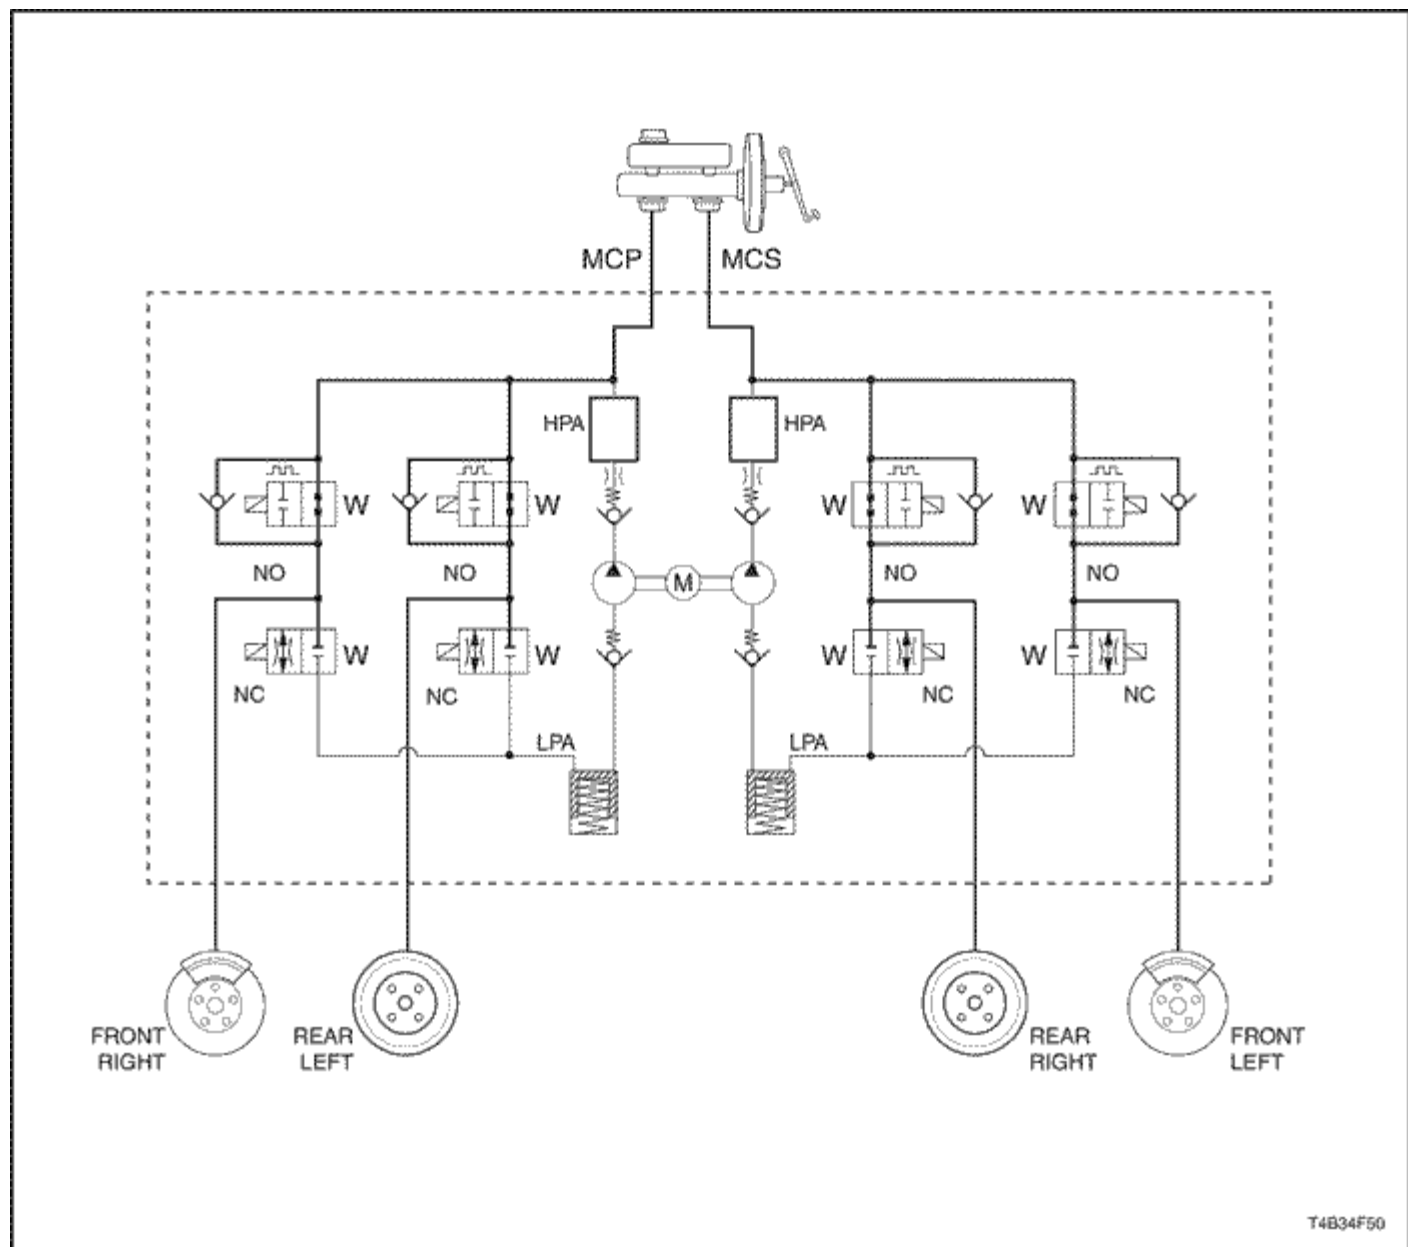 MCP
MCS
HPA
HPA
W
W
W
W
NO
NO
M
NO
NO
W
W
W
W
NC
NC
NC
NC
LPA
LPA
FRONT
RIGHT
REAR
LEFT
REAR
RIGHT
FRONT
LEFT
T4B34F50